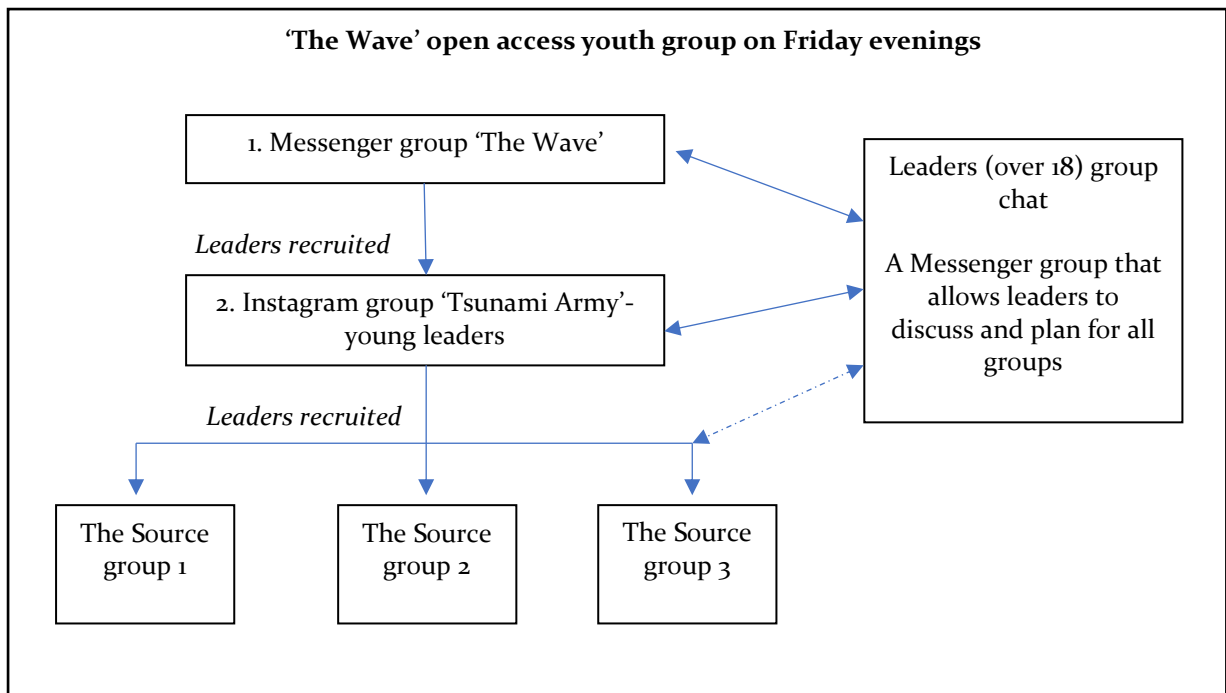 ‘The Wave’ open access youth group on Friday evenings
1. Messenger group ‘The Wave’
Leaders recruited
2. Instagram group ‘Tsunami Army’-
young leaders
Leaders recruited
Leaders (over 18) group
chat
A Messenger group that
allows leaders to
discuss and plan for all
groups
The Source
group 1
The Source
group 2
The Source
group 3